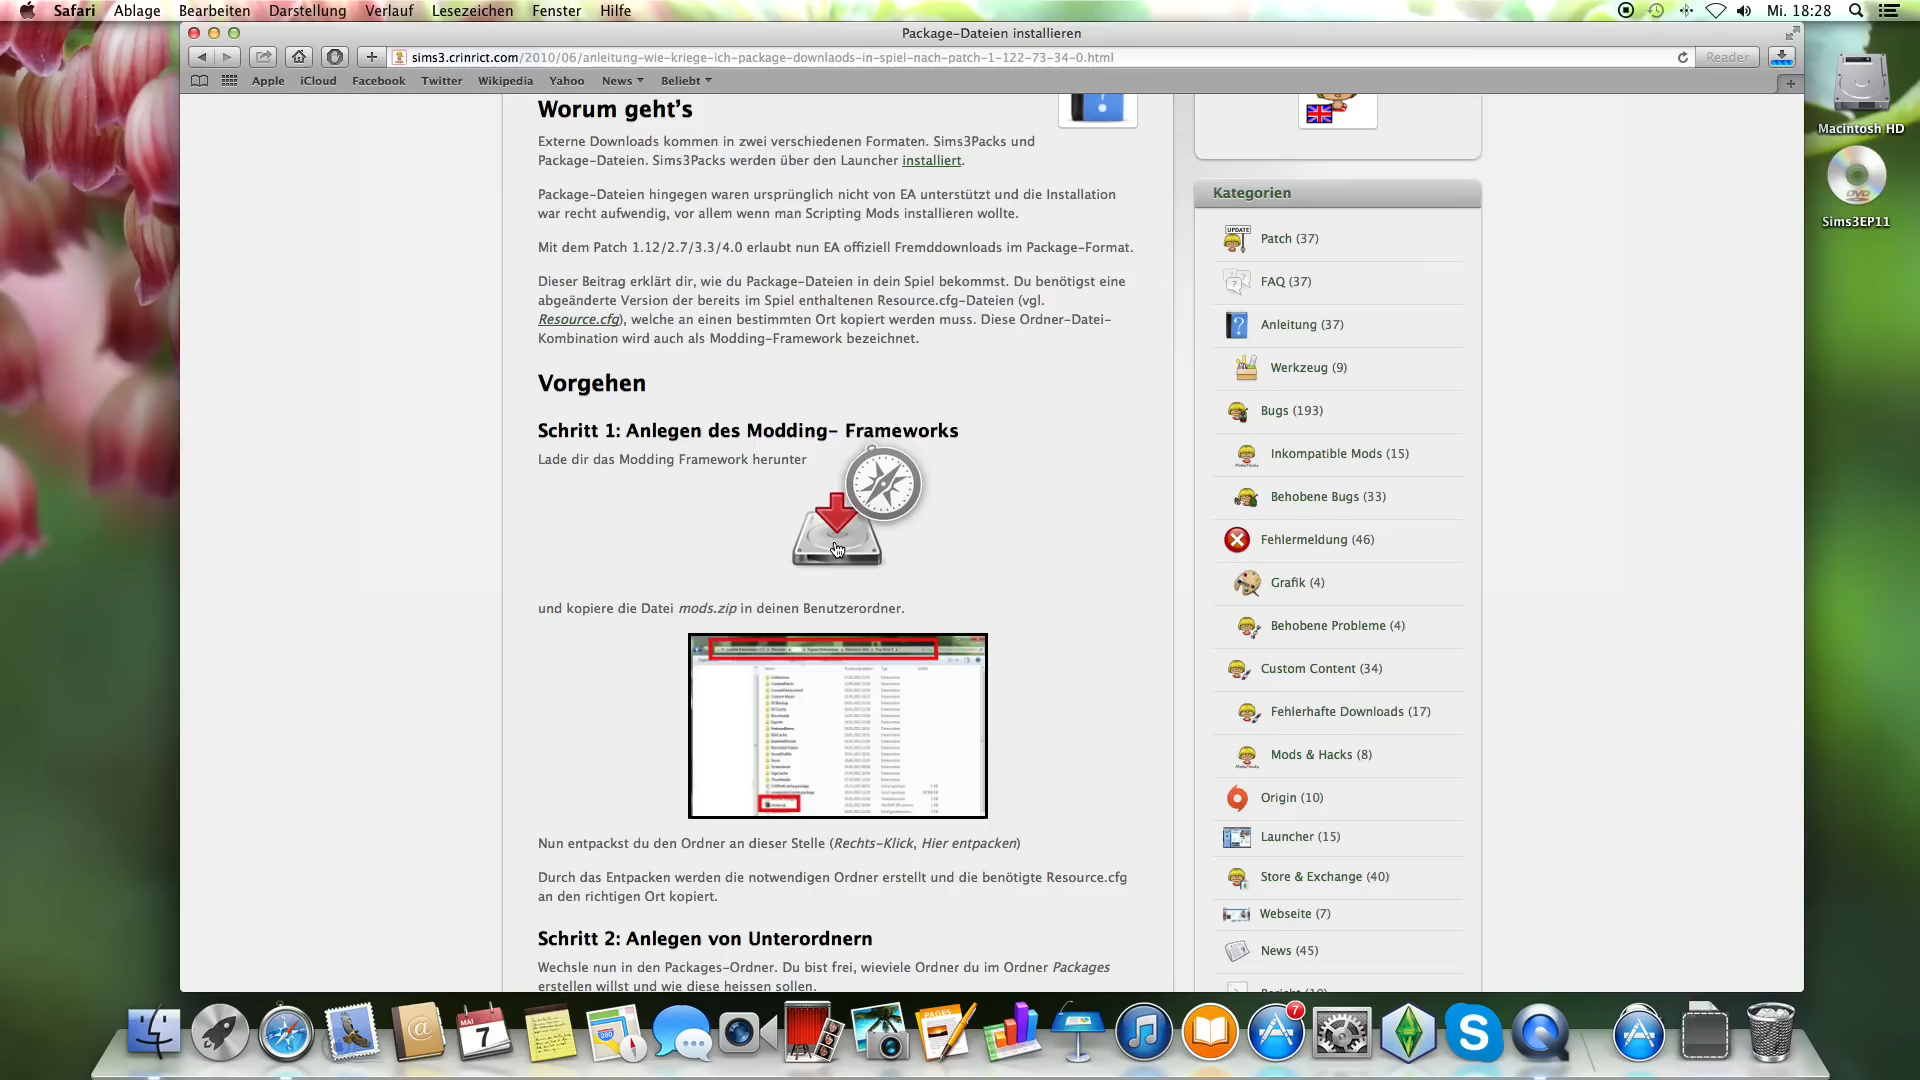 Safari Ablage Bearbeiten Darstellung Verlauf Lesezeichen Fenster Hilfe Mi. 18:28
Package-Dateien installieren
sims3.crinrict.com/2010/06/anleitung-wie-kriege-ich-package-downlaods-in-spiel-nach-patch-1-122-73-34-0.html Reader
Apple iCloud Facebook Twitter Wikipedia Yahoo News Beliebt
Worum geht's
Externe Downloads kommen in zwei verschiedenen Formaten. Sims3Packs und
Package-Dateien. Sims3Packs werden über den Launcher installiert.
Package-Dateien hingegen waren ursprünglich nicht von EA unterstützt und die Installation
war recht aufwendig, vor allem wenn man Scripting Mods installieren wollte.
Mit dem Patch 1.12/2.7/3.3/4.0 erlaubt nun EA offiziell Fremddownloads im Package-Format.
Dieser Beitrag erklärt dir, wie du Package-Dateien in dein Spiel bekommst. Du benötigst eine
abgeänderte Version der bereits im Spiel enthaltenen Resource.cfg-Dateien (vgl.
Resource.cfg), welche an einen bestimmten Ort kopiert werden muss. Diese Ordner-Datei-
Kombination wird auch als Modding-Framework bezeichnet.
Vorgehen
Schritt 1: Anlegen des Modding- Frameworks
Lade dir das Modding Framework herunter
und kopiere die Datei mods.zip in deinen Benutzerordner.
Nun entpackst du den Ordner an dieser Stelle (Rechts-Klick, Hier entpacken)
Durch das Entpacken werden die notwendigen Ordner erstellt und die benötigte Resource.cfg
an den richtigen Ort kopiert.
Schritt 2: Anlegen von Unterordnern
Wechsle nun in den Packages-Ordner. Du bist frei, wieviele Ordner du im Ordner Packages
erstellen willst und wie diese heissen sollen.
Kategorien
UPDATE
Patch (37)
FAQ (37)
Anleitung (37)
Werkzeug (9)
Bugs (193)
Inkompatible Mods (15)
Behobene Bugs (33)
Fehlermeldung (46)
Grafik (4)
Behobene Probleme (4)
Custom Content (34)
Fehlerhafte Downloads (17)
Mods & Hacks (8)
Origin (10)
Launcher (15)
Store & Exchange (40)
Webseite (7)
News (45)
Macintosh HD
DVD
Sims3EP11
MAI
7
280
PAGES
7